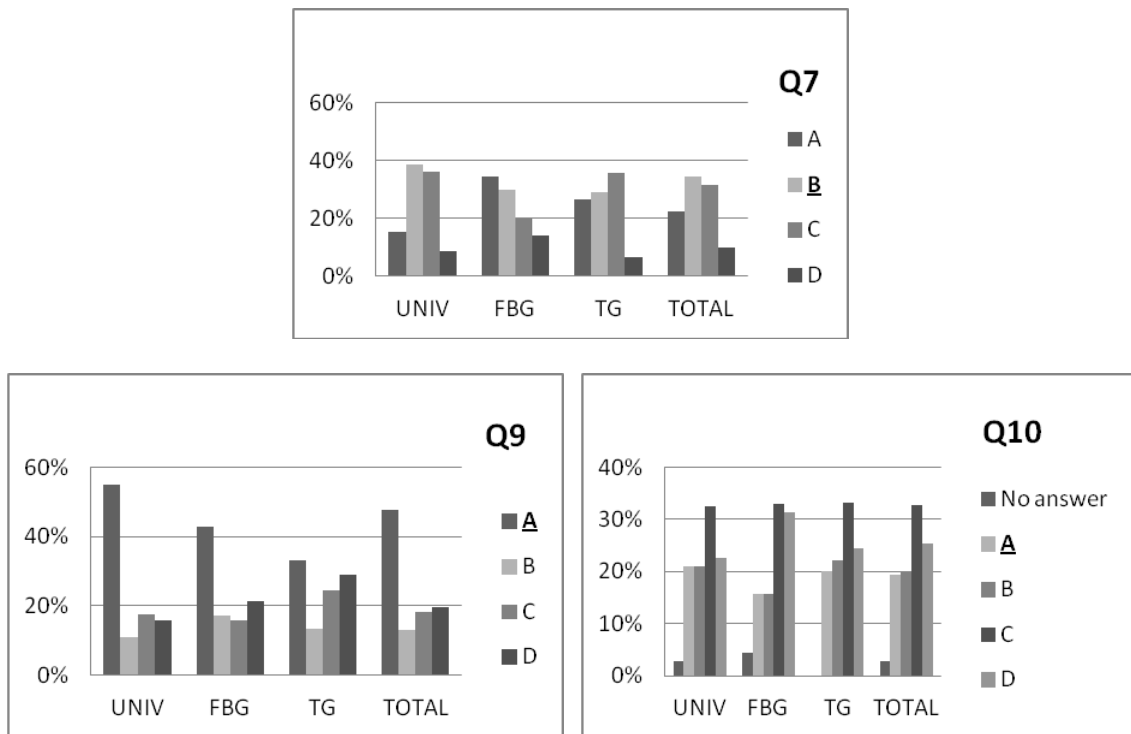 Q7
60%
40%
20%
0%
UNIV FBG TG TOTAL
A
B
C
D
Q9
60%
40%
20%
0%
UNIV FBG TG TOTAL
A
B
C
D
Q10
40%
30%
20%
10%
0%
UNIV FBG TG TOTAL
No answer
A
B
C
D